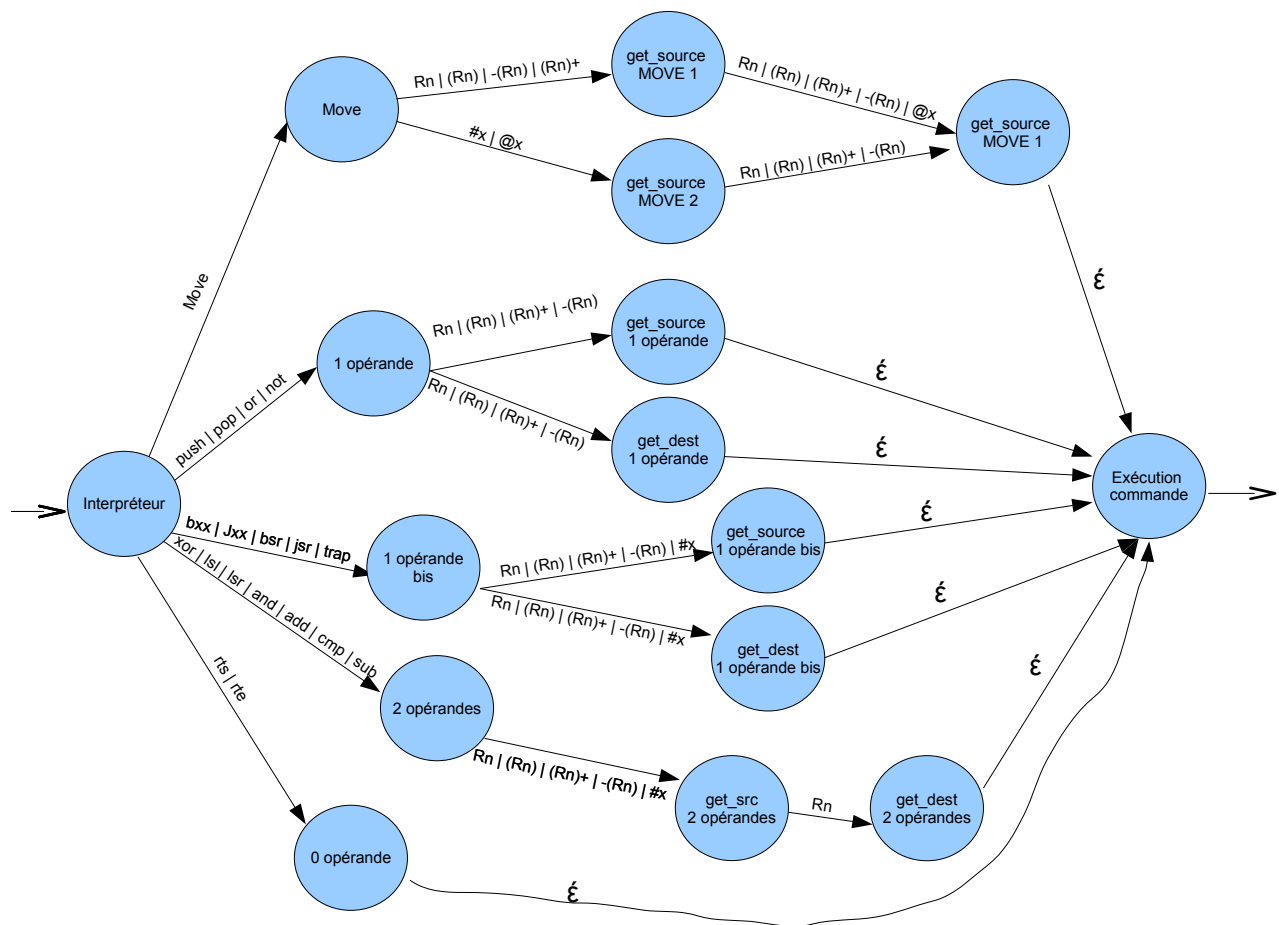 get_source
MOVE 1
Rn | (Rn) | -(Rn) | (Rn)+
Rn | (Rn) | (Rn)+ | -(Rn) | @x
Move
get_source
MOVE 1
#x | @x
get_source
MOVE 2
Rn | (Rn) | (Rn)+ | -(Rn)
Move
έ
get_source
1 opérande
Rn | (Rn) | (Rn)+ | -(Rn)
1 opérande
έ
push | pop | or | not
Rn | (Rn) | (Rn)+ | -(Rn)
get_dest
1 opérande
έ
Interpréteur
Exécution
commande
bxx | Jxx | bsr | jsr | trap
1 opérande
bis
Rn | (Rn) | (Rn)+ | -(Rn) | #x
get_source
1 opérande bis
έ
Rn | (Rn) | (Rn)+ | -(Rn) | #x
get_dest
1 opérande bis
έ
xor | lsl | lsr | and | add | cmp | sub
2 opérandes
Rn | (Rn) | (Rn)+ | -(Rn) | #x
get_src
2 opérandes
Rn
get_dest
2 opérandes
έ
rts | rte
0 opérande
έ